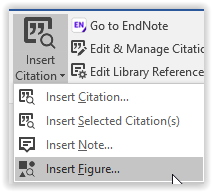 Insert
Citation
EN Go to EndNote
Edit & Manage Citatio
Edit Library Reference
Insert Citation...
Insert Selected Citation(s)
Insert Note...
Insert Figure...